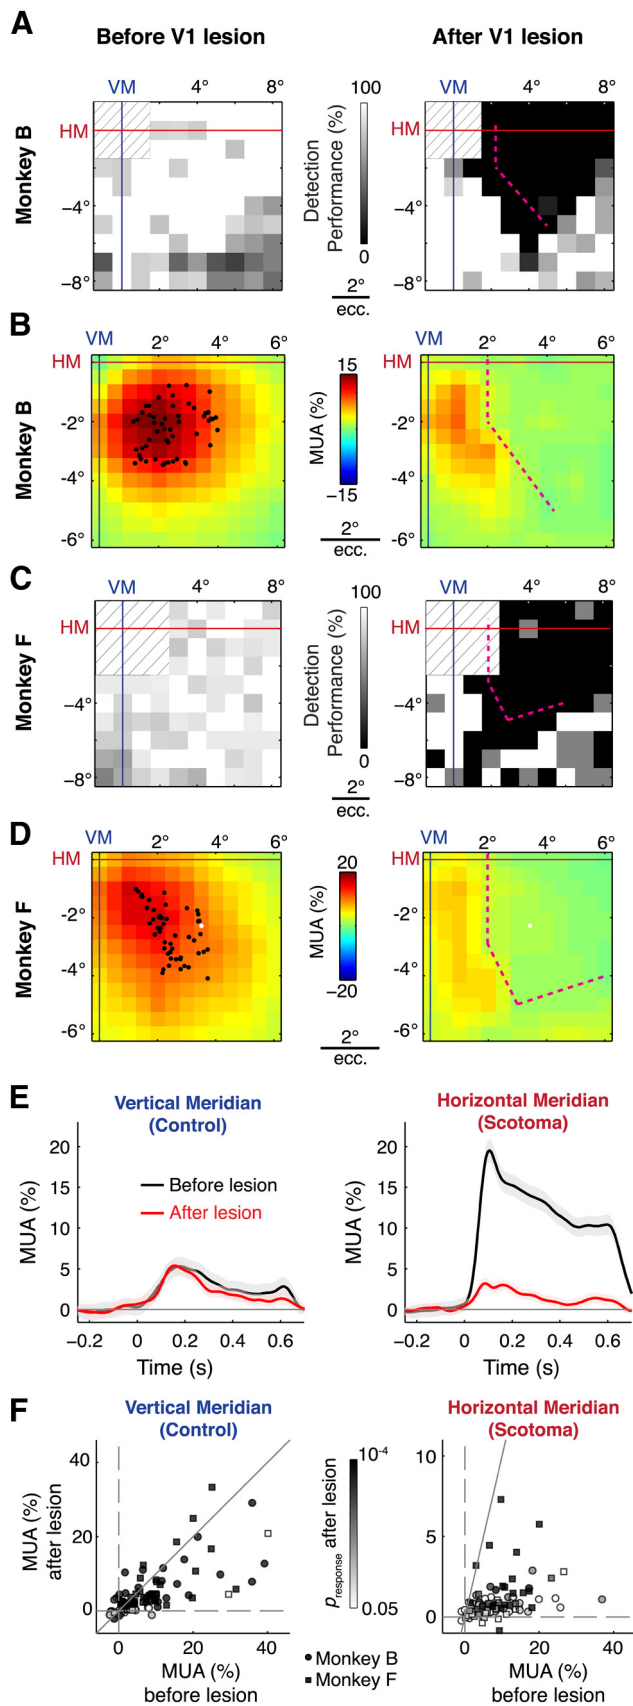 A
Before V1 lesion
After V1 lesion
VM
4°
8°
100
VM
4°
8°
HM
HM
Monkey B
−4°
−8°
Detection
Performance (%)
0
2°
ecc.
−4°
−8°
B
VM
2°
4°
6°
VM
2°
4°
6°
HM
15
HM
Monkey B
-2°
-4°
-6°
MUA (%)
−15
2°
ecc.
-2°
-4°
-6°
C
VM
4°
8°
100
VM
4°
8°
HM
HM
Monkey F
−4°
−8°
Detection
Performance (%)
0
2°
ecc.
−4°
−8°
D
VM
2°
4°
6°
VM
2°
4°
6°
HM
20
HM
Monkey F
-2°
-4°
-6°
MUA (%)
−20
2°
ecc.
-2°
-4°
-6°
E
Vertical Meridian
(Control)
Horizontal Meridian
(Scotoma)
20
15
10
5
0
MUA (%)
Before lesion
After lesion
−0.2
0
0.2
0.4
0.6
Time (s)
20
15
10
5
0
MUA (%)
−0.2
0
0.2
0.4
0.6
Time (s)
F
Vertical Meridian
(Control)
Horizontal Meridian
(Scotoma)
40
20
0
MUA (%)
after lesion
0
20
40
MUA (%)
before lesion
10-4
0.05
presponse after lesion
Monkey B
Monkey F
10
5
0
0
20
40
MUA (%)
before lesion